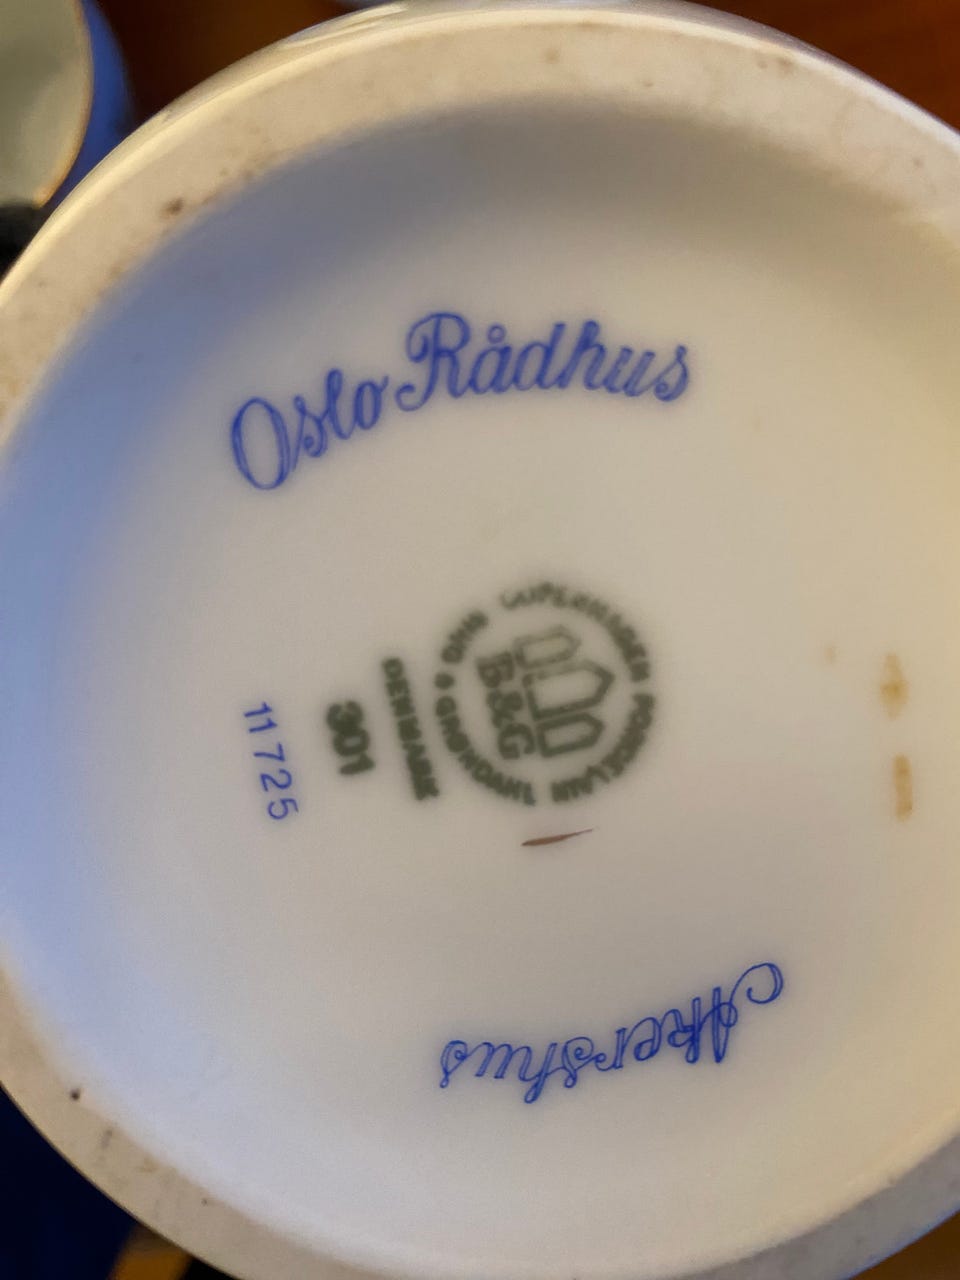 Oslo Rådhus
BING & GRØNDAHL
COPENHAGEN PORCELAIN
B&G
DENMARK
301
11725
Akershus